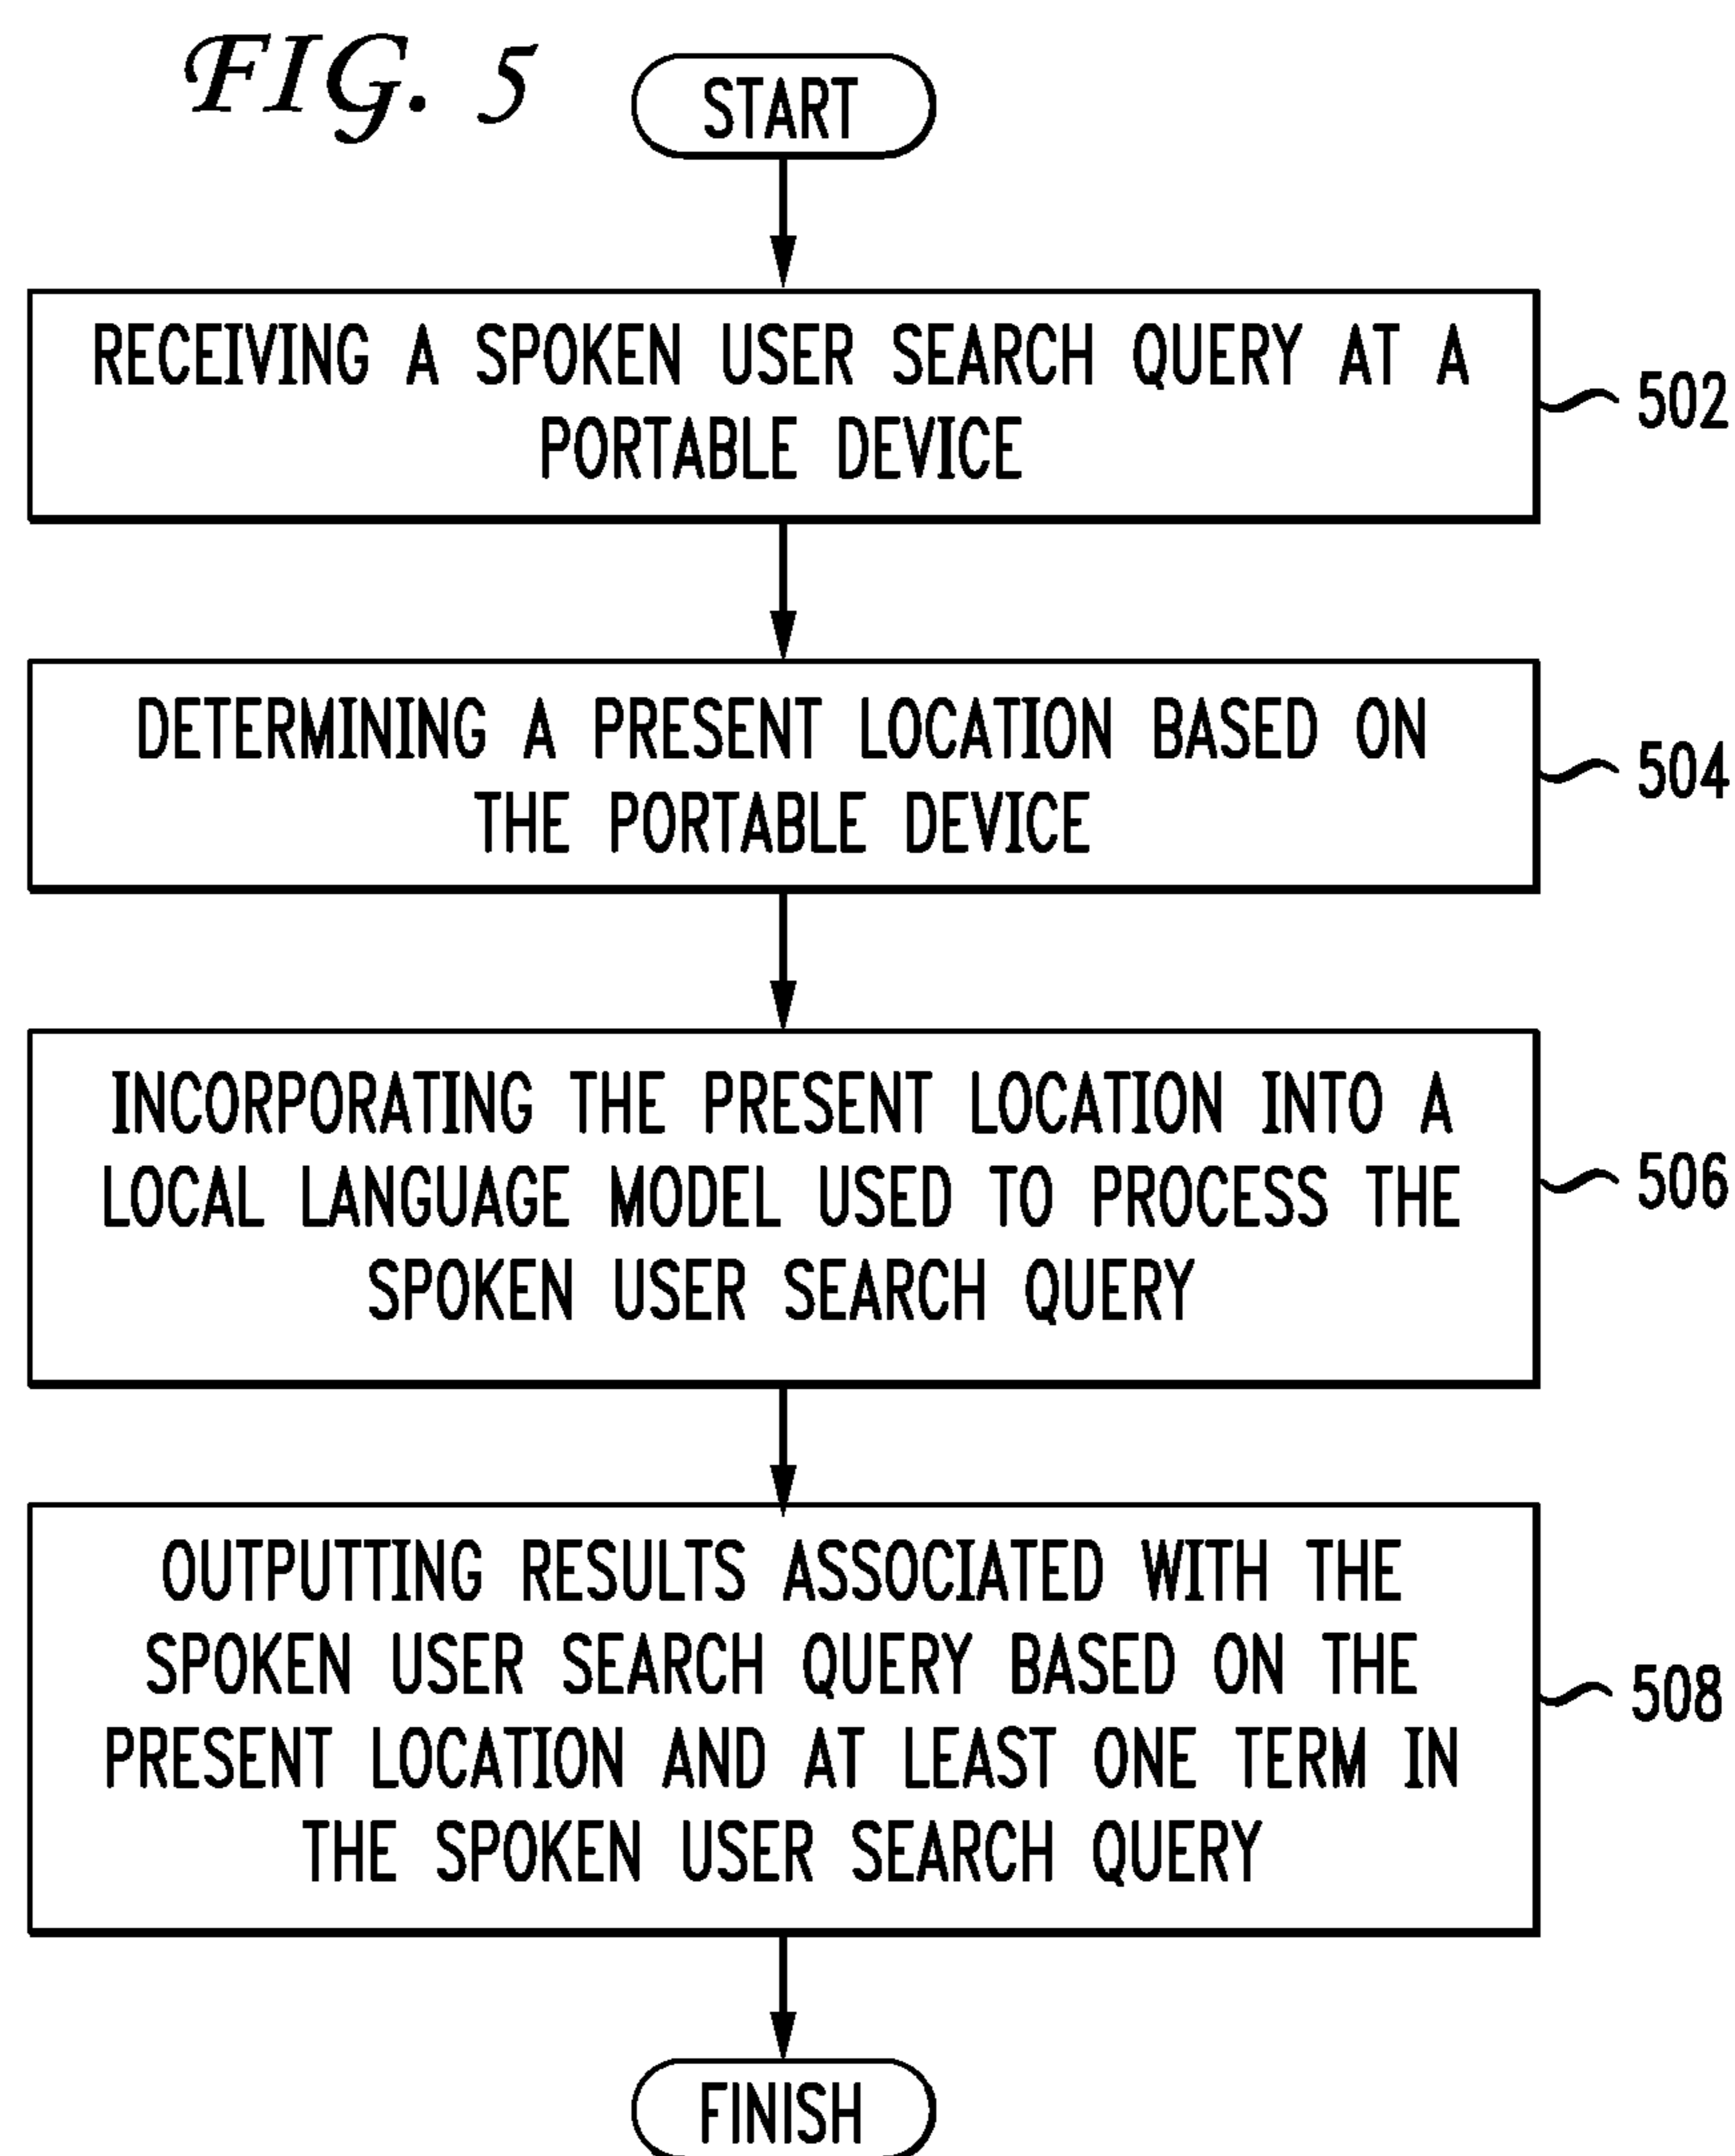 FIG. 5
START
RECEIVING A SPOKEN USER SEARCH QUERY AT A
PORTABLE DEVICE
502
DETERMINING A PRESENT LOCATION BASED ON
THE PORTABLE DEVICE
504
INCORPORATING THE PRESENT LOCATION INTO A
LOCAL LANGUAGE MODEL USED TO PROCESS THE
SPOKEN USER SEARCH QUERY
506
OUTPUTTING RESULTS ASSOCIATED WITH THE
SPOKEN USER SEARCH QUERY BASED ON THE
PRESENT LOCATION AND AT LEAST ONE TERM IN
THE SPOKEN USER SEARCH QUERY
508
FINISH